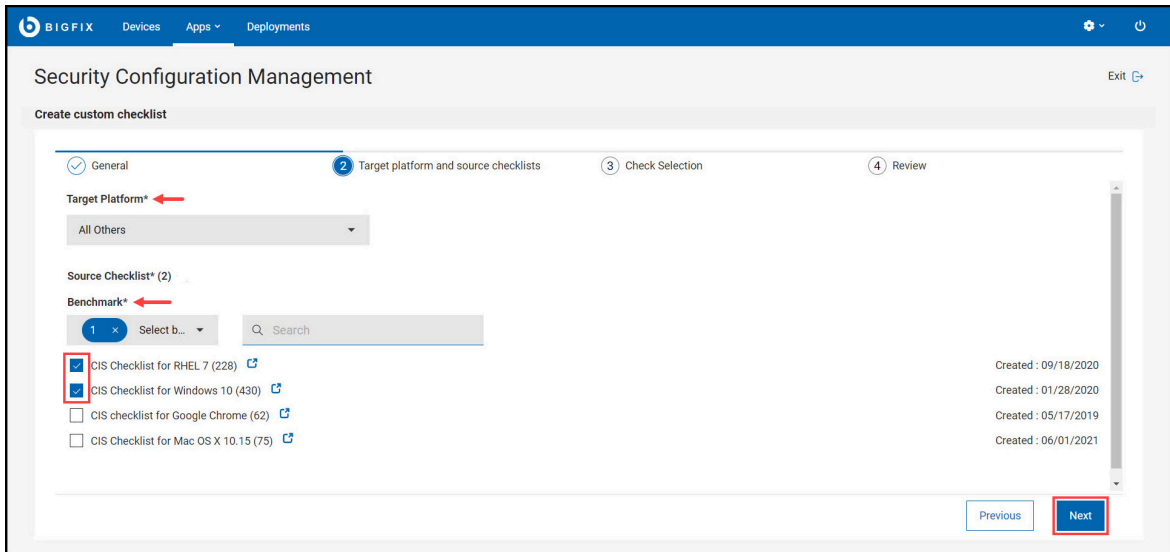 BIGFIX Devices Apps Deployments
Security Configuration Management Exit
Create custom checklist
General 2 Target platform and source checklists 3 Check Selection 4 Review
Target Platform*
All Others
Source Checklist* (2)
Benchmark*
1 × Select b... Search
CIS Checklist for RHEL 7 (228) Created : 09/18/2020
CIS Checklist for Windows 10 (430) Created : 01/28/2020
CIS checklist for Google Chrome (62) Created : 05/17/2019
CIS Checklist for Mac OS X 10.15 (75) Created : 06/01/2021
Previous Next